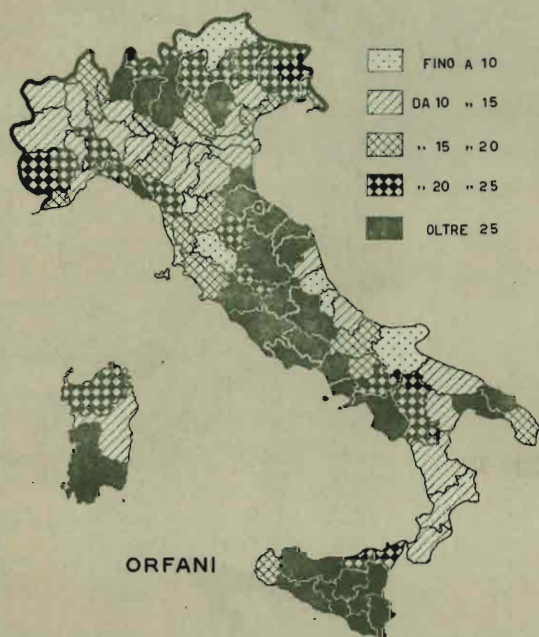 FINO A 10
DA 10 „ 15
„ 15 „ 20
„ 20 „ 25
OLTRE 25
ORFANI